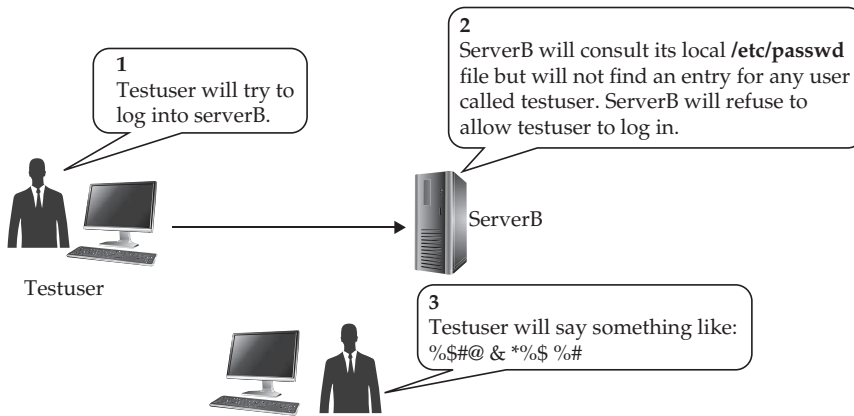 1
Testuser will try to
log into serverB.
2
ServerB will consult its local /etc/passwd
file but will not find an entry for any user
called testuser. ServerB will refuse to
allow testuser to log in.
ServerB
Testuser
3
Testuser will say something like:
%$#@ & *%$ %#